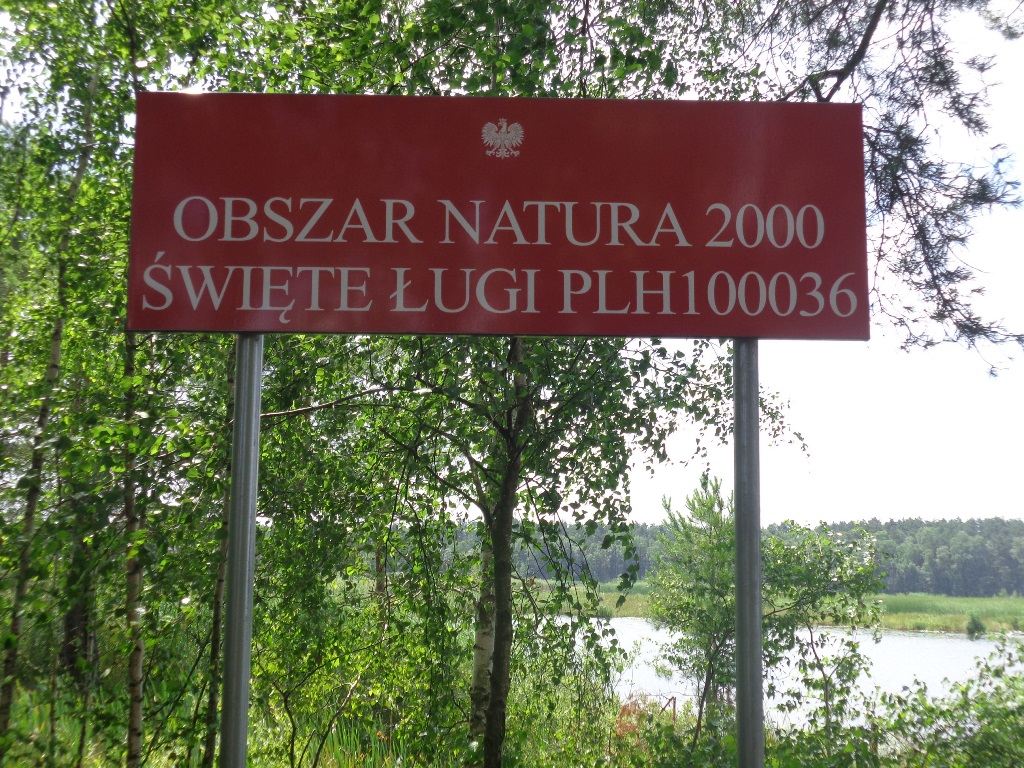 OBSZAR NATURA 2000
ŚWIĘTE ŁUGI PLH100036